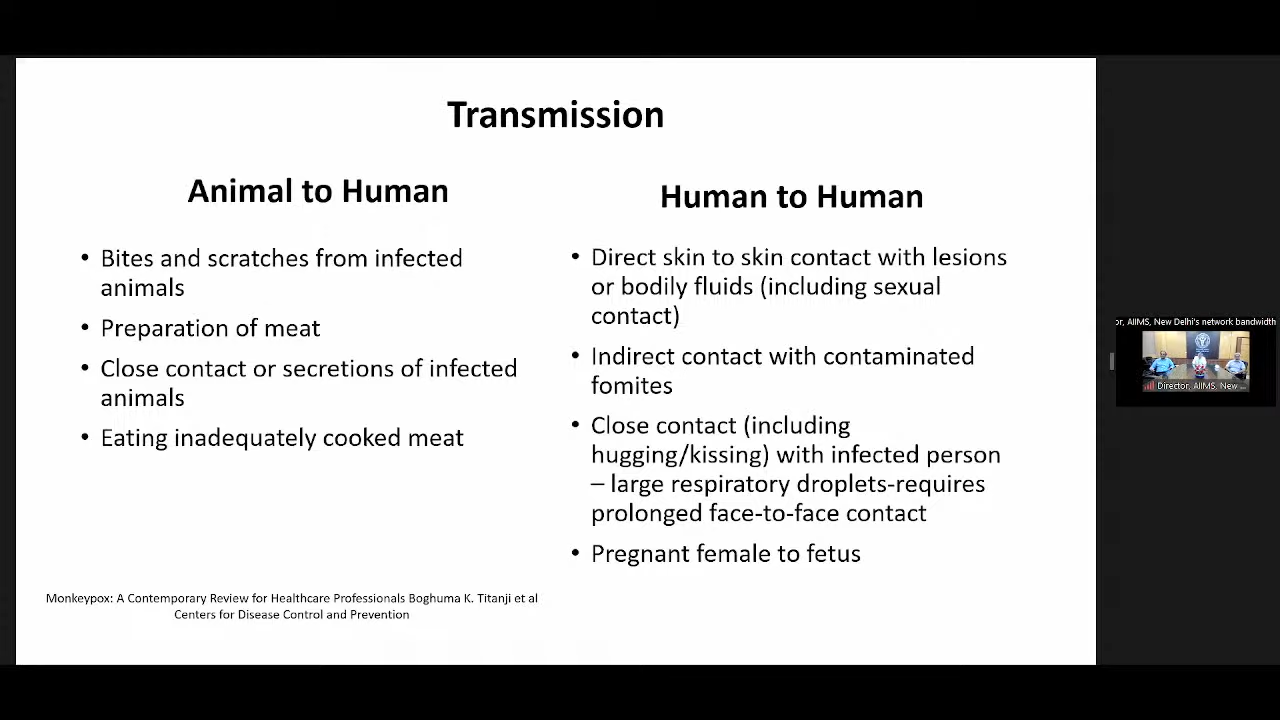 Transmission
Animal to Human
• Bites and scratches from infected
animals
• Preparation of meat
• Close contact or secretions of infected
animals
• Eating inadequately cooked meat
Human to Human
• Direct skin to skin contact with lesions
or bodily fluids (including sexual
contact)
• Indirect contact with contaminated
fomites
• Close contact (including
hugging/kissing) with infected person
– large respiratory droplets-requires
prolonged face-to-face contact
• Pregnant female to fetus
Monkeypox: A Contemporary Review for Healthcare Professionals Boghuma K. Titanji et al
Centers for Disease Control and Prevention
or, AIIMS, New Delhi's network bandwidth
Director, AIIMS, New ...